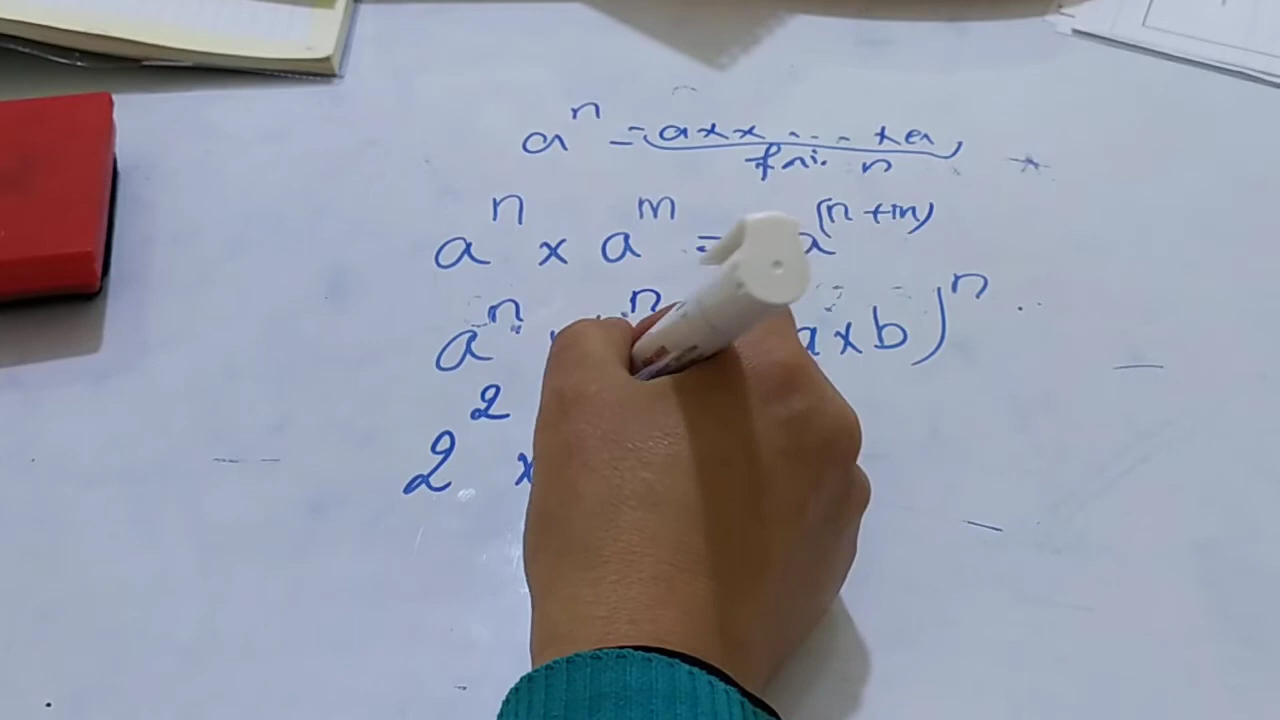 aⁿ = a × × ... × a
n
aⁿ × aᵐ = a⁽ⁿ⁺ᵐ⁾
aⁿ ⁿ a × b)ⁿ
2² ×